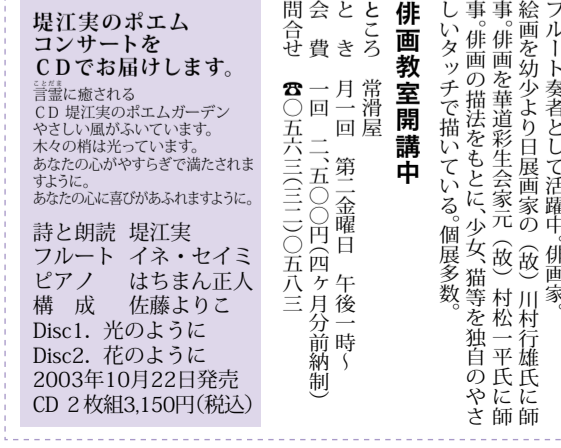 フルート奏者として活躍中。俳画家。
絵画を幼少より日展画家の（故）川村行雄氏に師
事。俳画を華道彩生会家元（故）村松一平氏に師
事。俳画の描法をもとに、少女、猫等を独自のやさ
しいタッチで描いている。個展多数。
俳画教室開講中
ところ　常滑屋
と　き　月一回　第二金曜日　午後一時～
会　費　一回　二、五〇〇円（四ヶ月分前納制）
問合せ　☎〇五六三（三二）〇五八三
堤江実のポエム
コンサートを
ＣＤでお届けします。
ことだま
言霊に癒される
ＣＤ 堤江実のポエムガーデン
やさしい風がふいています。
木々の梢は光っています。
あなたの心がやすらぎで満たされま
すように。
あなたの心に喜びがあふれますように。
詩と朗読　堤江実
フルート　イネ・セイミ
ピアノ　はちまん正人
構　成　佐藤よりこ
Disc1．光のように
Disc2．花のように
2003年10月22日発売
CD 2枚組3,150円(税込)